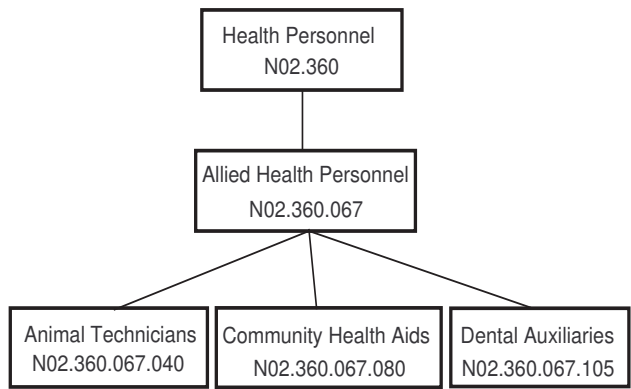 Health Personnel
N02.360
Allied Health Personnel
N02.360.067
Animal Technicians
N02.360.067.040
Community Health Aids
N02.360.067.080
Dental Auxiliaries
N02.360.067.105